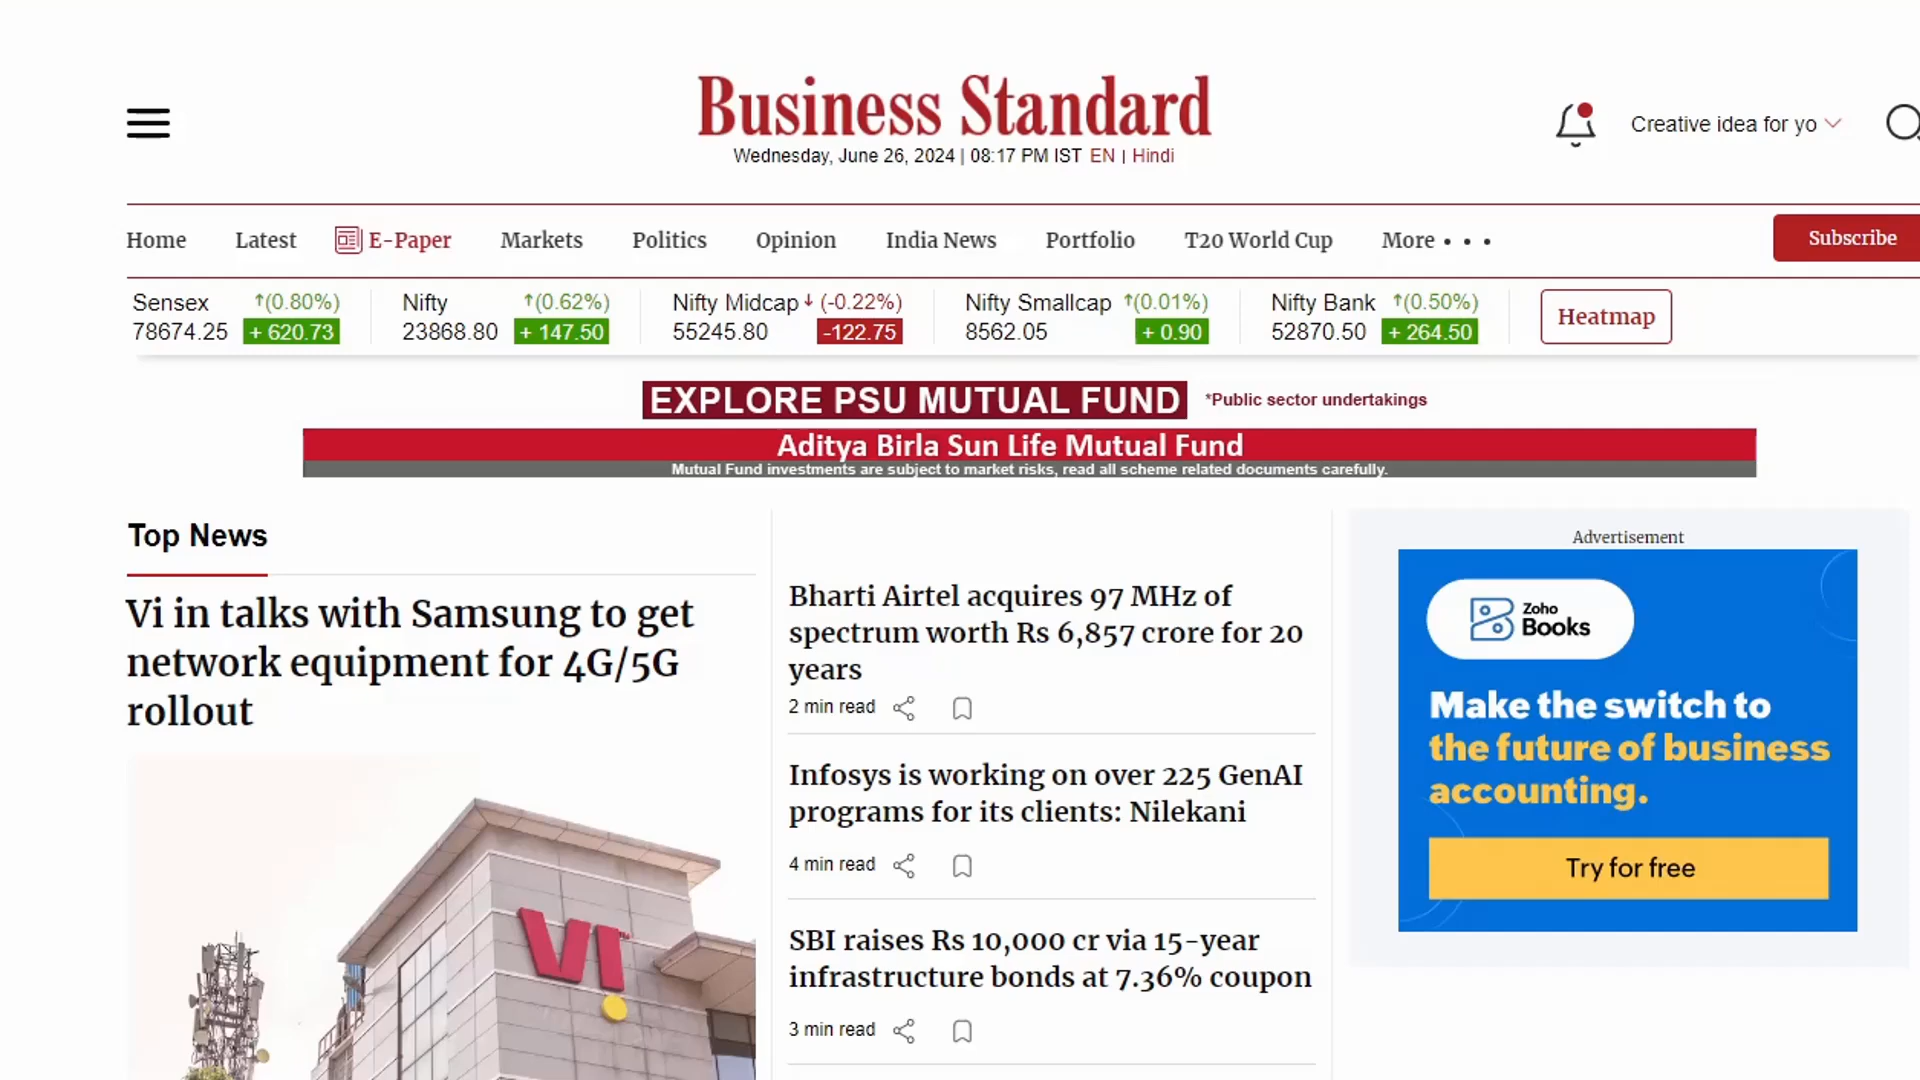 Business Standard
Wednesday, June 26, 2024 | 08:17 PM IST EN | Hindi
Creative idea for yo
Home Latest E-Paper Markets Politics Opinion India News Portfolio T20 World Cup More • • •
Subscribe
Sensex ↑(0.80%)
78674.25 + 620.73
Nifty ↑(0.62%)
23868.80 + 147.50
Nifty Midcap ↓ (-0.22%)
55245.80 -122.75
Nifty Smallcap ↑(0.01%)
8562.05 + 0.90
Nifty Bank ↑(0.50%)
52870.50 + 264.50
Heatmap
EXPLORE PSU MUTUAL FUND *Public sector undertakings
Aditya Birla Sun Life Mutual Fund
Mutual Fund investments are subject to market risks, read all scheme related documents carefully.
Top News
Vi in talks with Samsung to get
network equipment for 4G/5G
rollout
VI
Bharti Airtel acquires 97 MHz of
spectrum worth Rs 6,857 crore for 20
years
2 min read
Infosys is working on over 225 GenAI
programs for its clients: Nilekani
4 min read
SBI raises Rs 10,000 cr via 15-year
infrastructure bonds at 7.36% coupon
3 min read
Advertisement
Zoho
Books
Make the switch to
the future of business
accounting.
Try for free